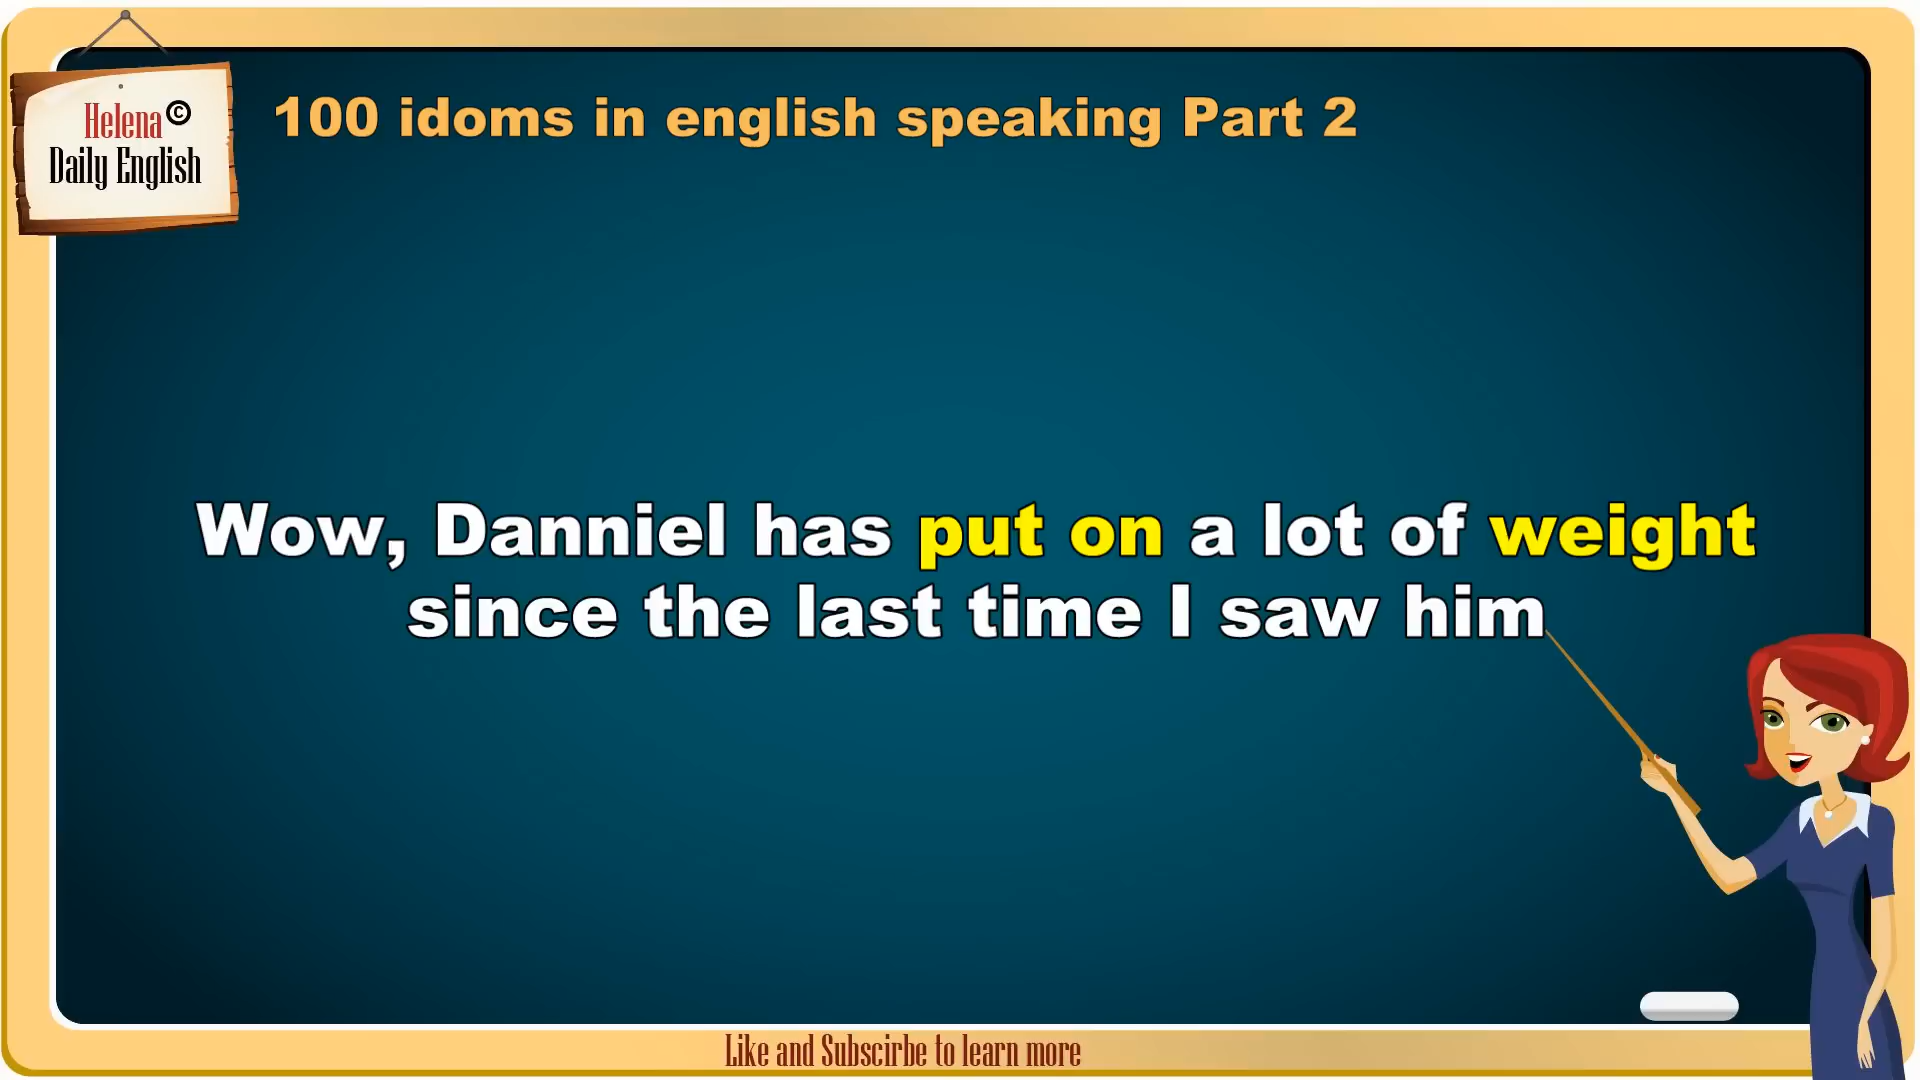 Helena ©
Daily English
100 idoms in english speaking Part 2
Wow, Danniel has put on a lot of weight
since the last time I saw him
Like and Subscirbe to learn more